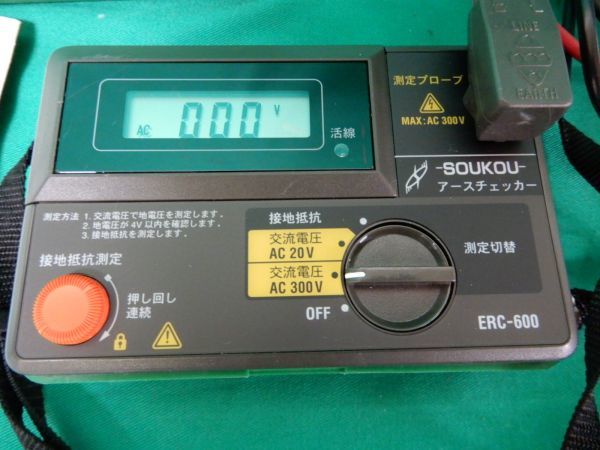 AC 000 V
活線
測定プローブ
MAX: AC 300V
LINE
EARTH
-SOUKOU-
アースチェッカー
測定方法 1. 交流電圧で地電圧を測定します。
2. 地電圧が 4V 以内を確認します。
3. 接地抵抗を測定します。
接地抵抗測定
押し回し
連続
接地抵抗
交流電圧
AC 20V
交流電圧
AC 300V
OFF
測定切替
ERC-600